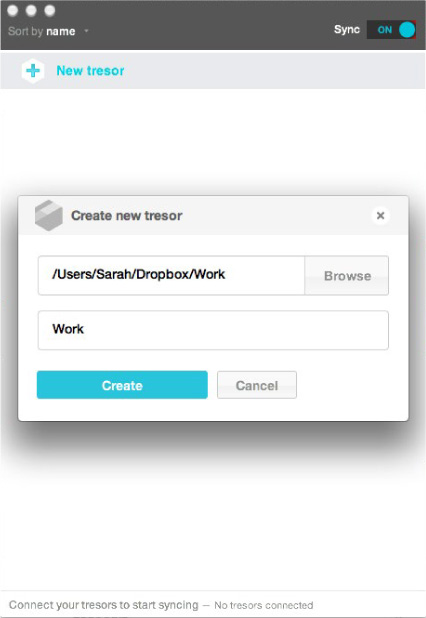 Sort by name
Sync ON
New tresor
Create new tresor
/Users/Sarah/Dropbox/Work Browse
Work
Create Cancel
Connect your tresors to start syncing — No tresors connected